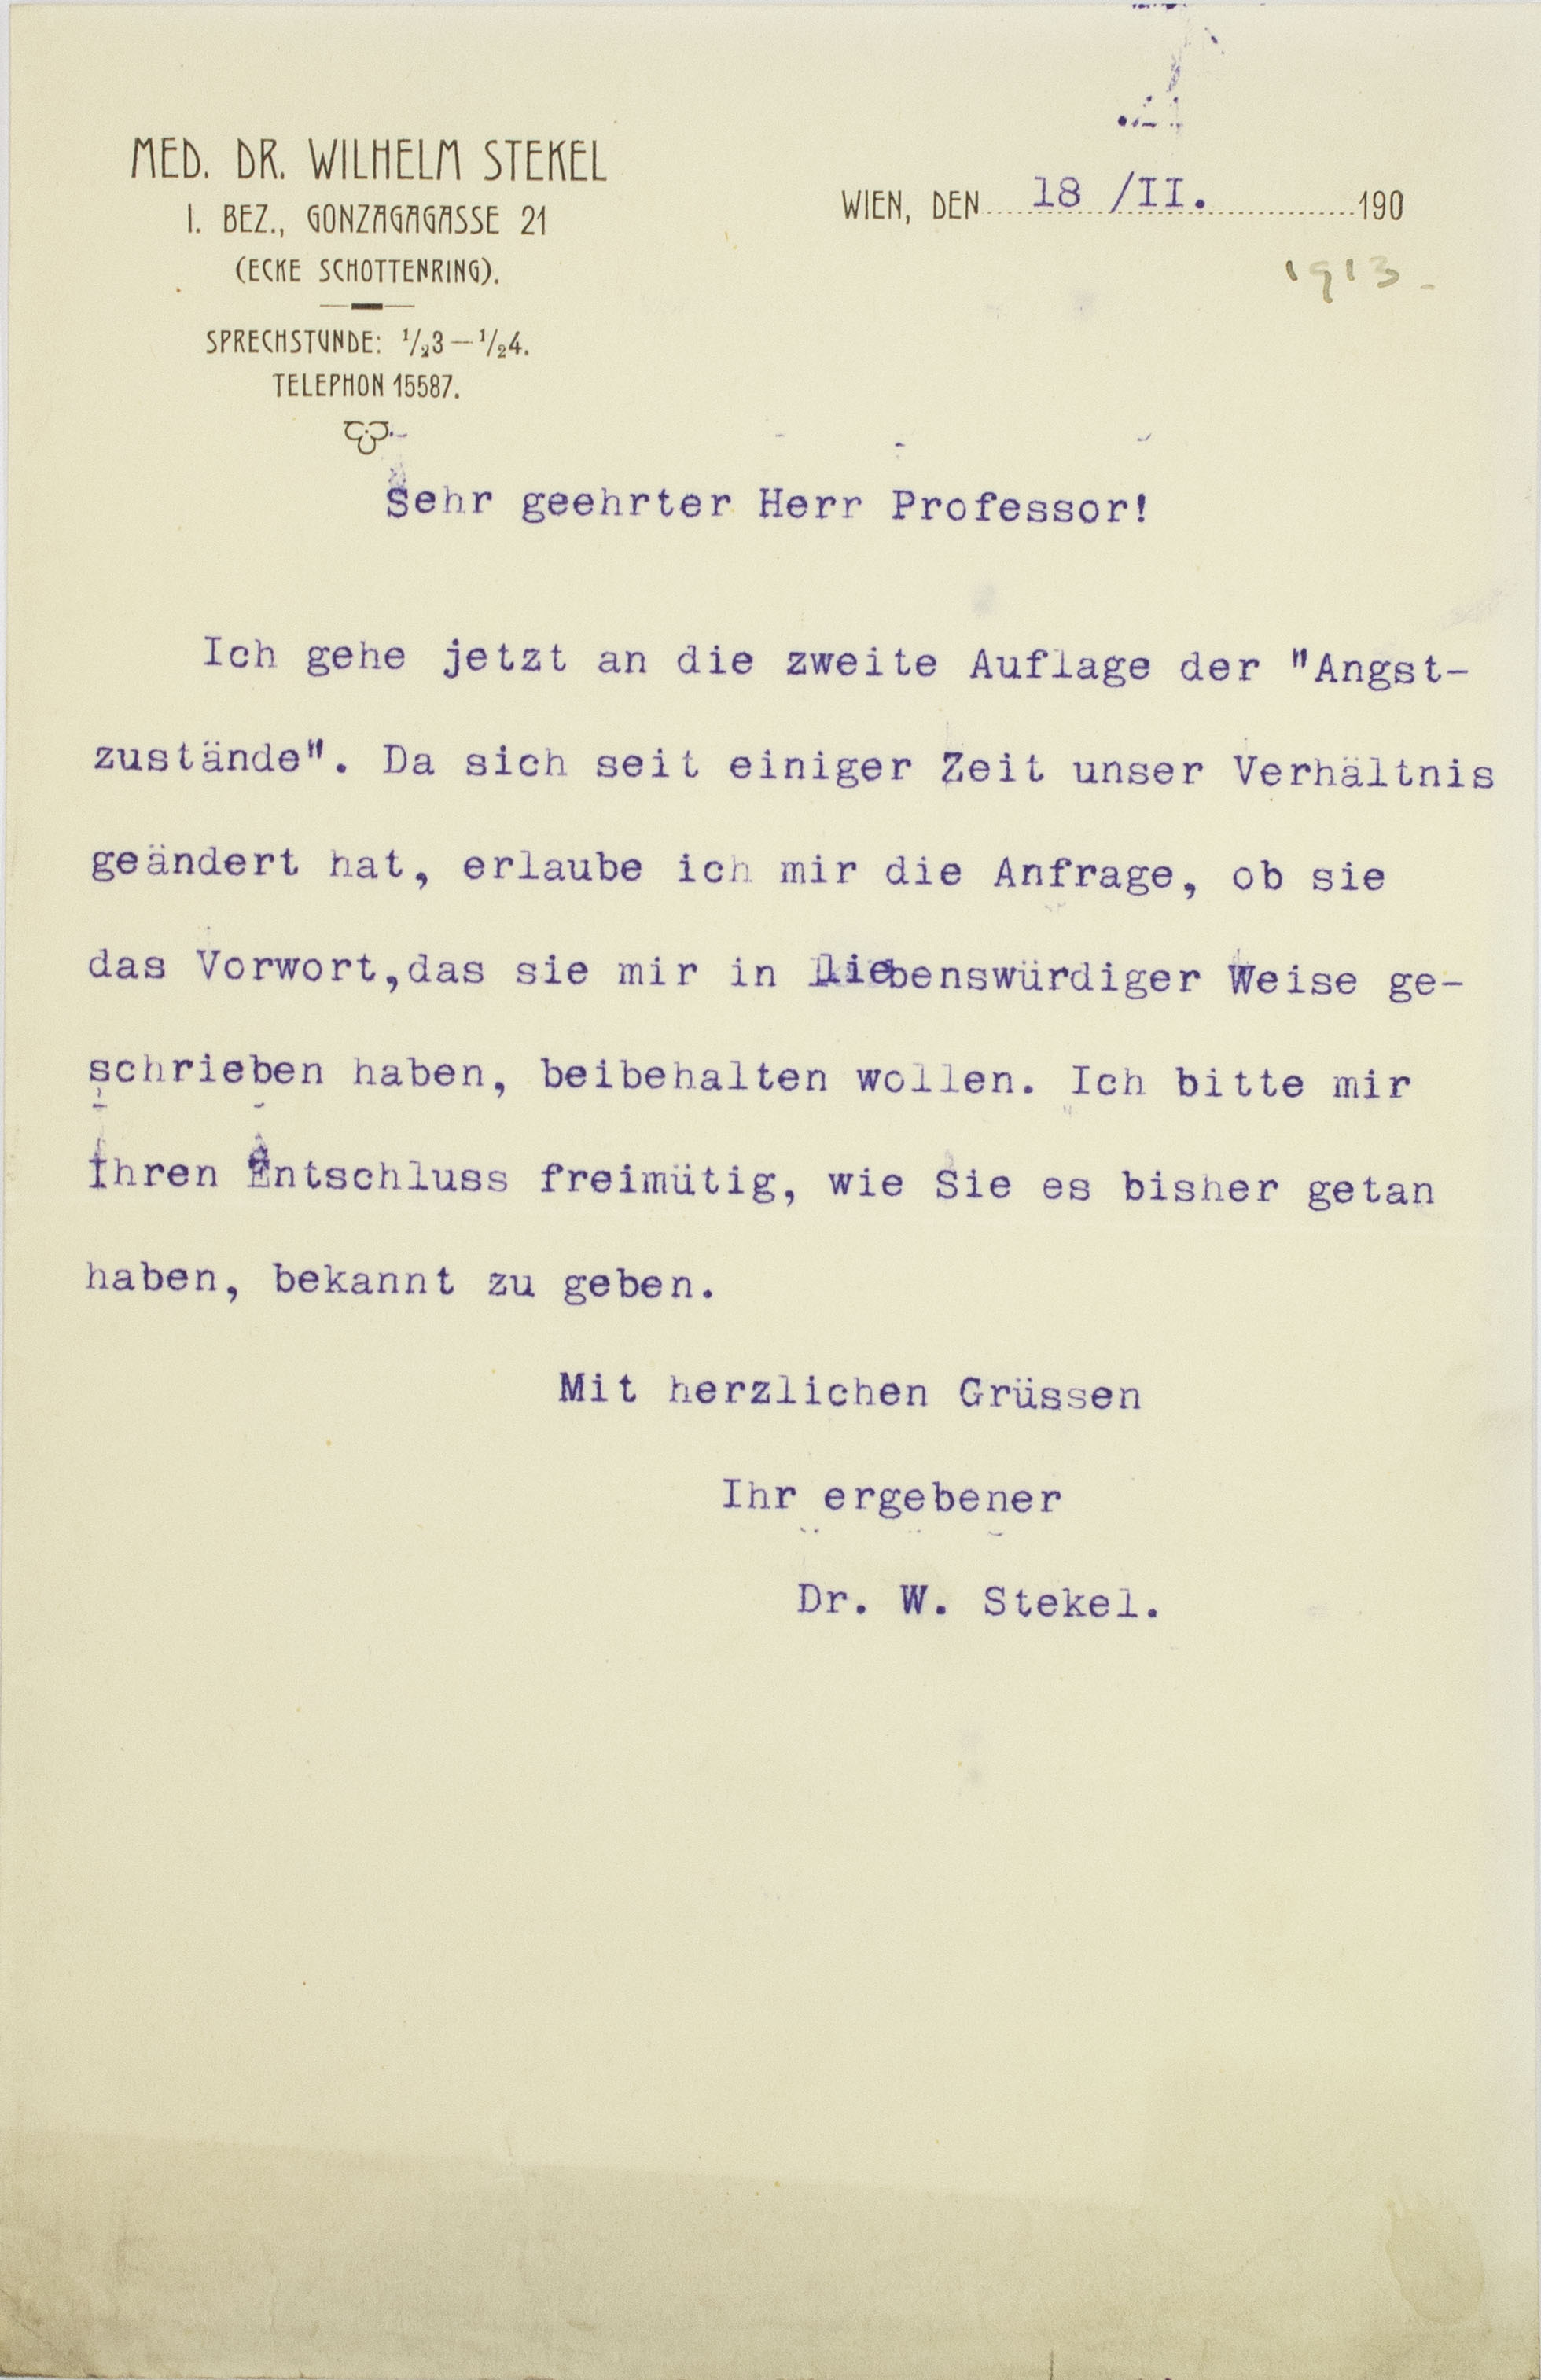 MED. DR. WILHELM STEKEL
I. BEZ., GONZAGAGASSE 21
(ECKE SCHOTTENRING).
SPRECHSTUNDE: 1/23—1/24.
TELEPHON 15587.
WIEN, DEN 18 /II. 190
1913-
Sehr geehrter Herr Professor!
Ich gehe jetzt an die zweite Auflage der "Angst-
zustände". Da sich seit einiger Zeit unser Verhältnis
geändert hat, erlaube ich mir die Anfrage, ob sie
das Vorwort,das sie mir in liebenswürdiger Weise ge-
schrieben haben, beibehalten wollen. Ich bitte mir
Ihren Entschluss freimütig, wie Sie es bisher getan
haben, bekannt zu geben.
Mit herzlichen Grüssen
Ihr ergebener
Dr. W. Stekel.